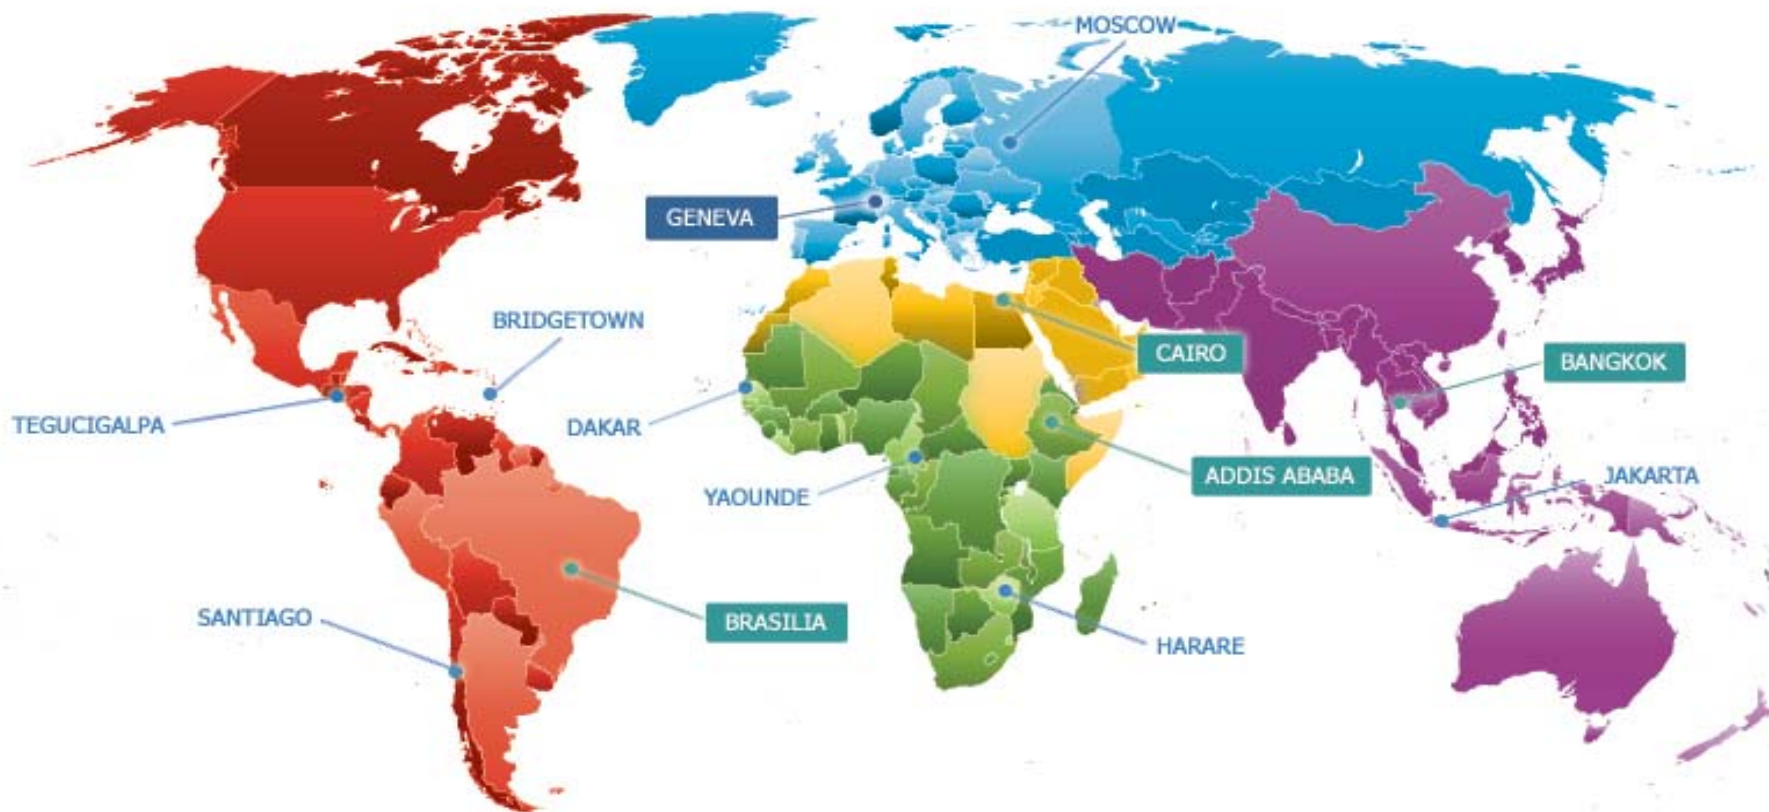 MOSCOW
GENEVA
BRIDGETOWN
CAIRO
BANGKOK
TEGUCIGALPA
DAKAR
ADDIS ABABA
JAKARTA
YAOUNDE
SANTIAGO
BRASILIA
HARARE